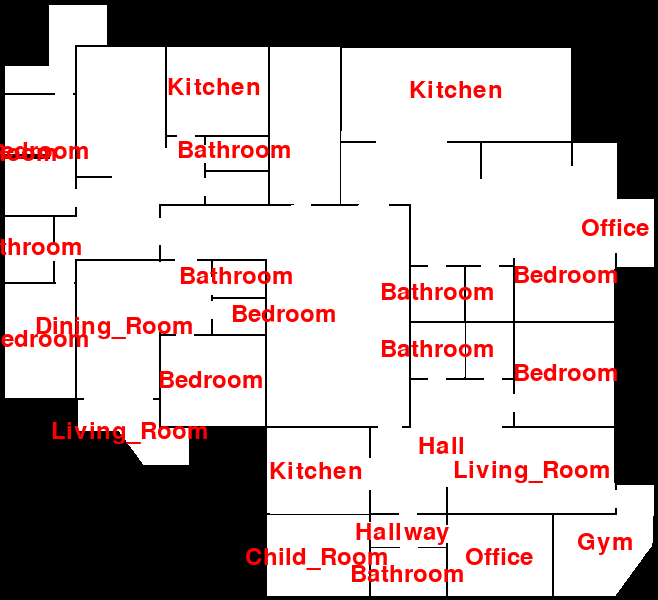 Kitchen
Kitchen
edroom
Bathroom
Office
throom
Bathroom
Bedroom
Bathroom
Bedroom
Dining_Room
edroom
Bathroom
Bedroom
Bedroom
Living_Room
Hall
Kitchen
Living_Room
Hallway
Gym
Child_Room
Office
Bathroom